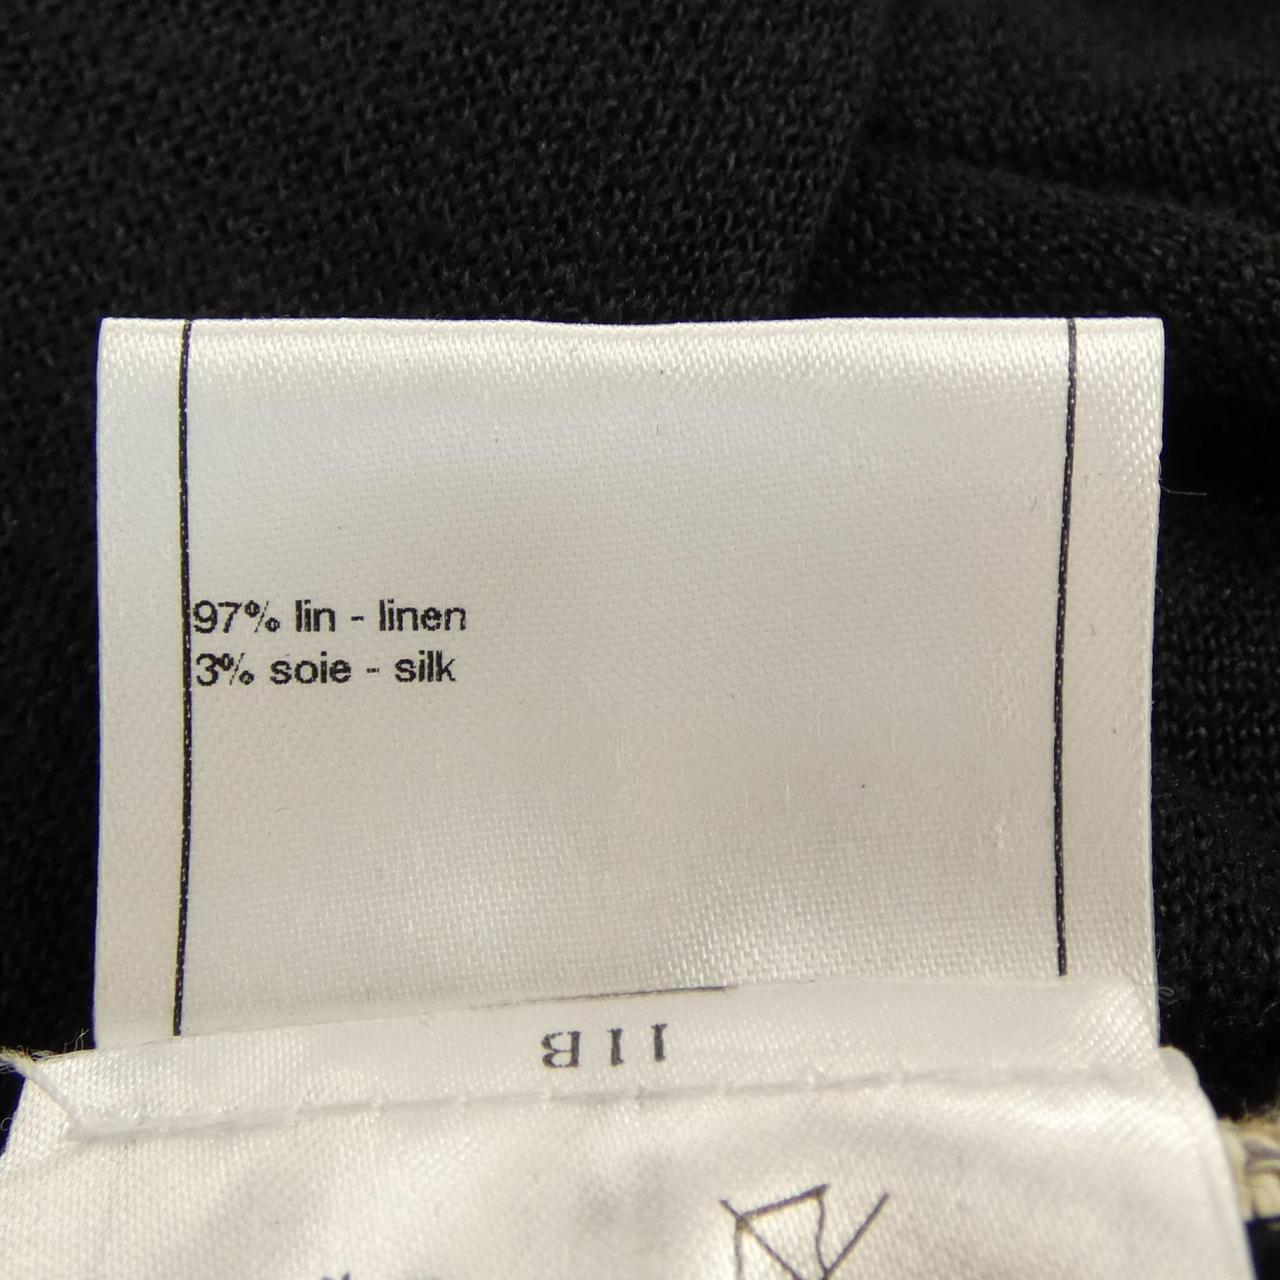 97% lin - linen
3% soie - silk
11B